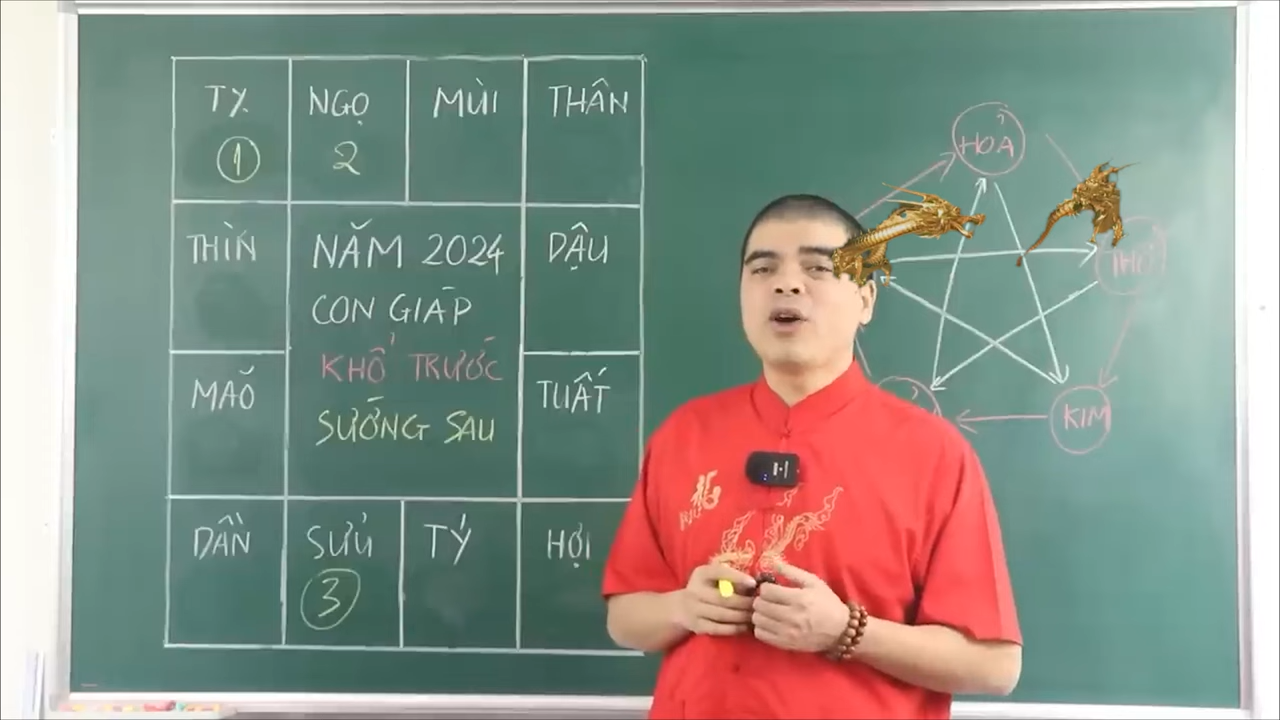 TỴ NGỌ MÙI THÂN
① 2
THÌN NĂM 2024 DẬU
CON GIÁP
MÃO KHỔ TRƯỚC TUẤT
SƯỚNG SAU
DẦN SỬU TÝ HỢI
③
HỎA
THỔ
KIM